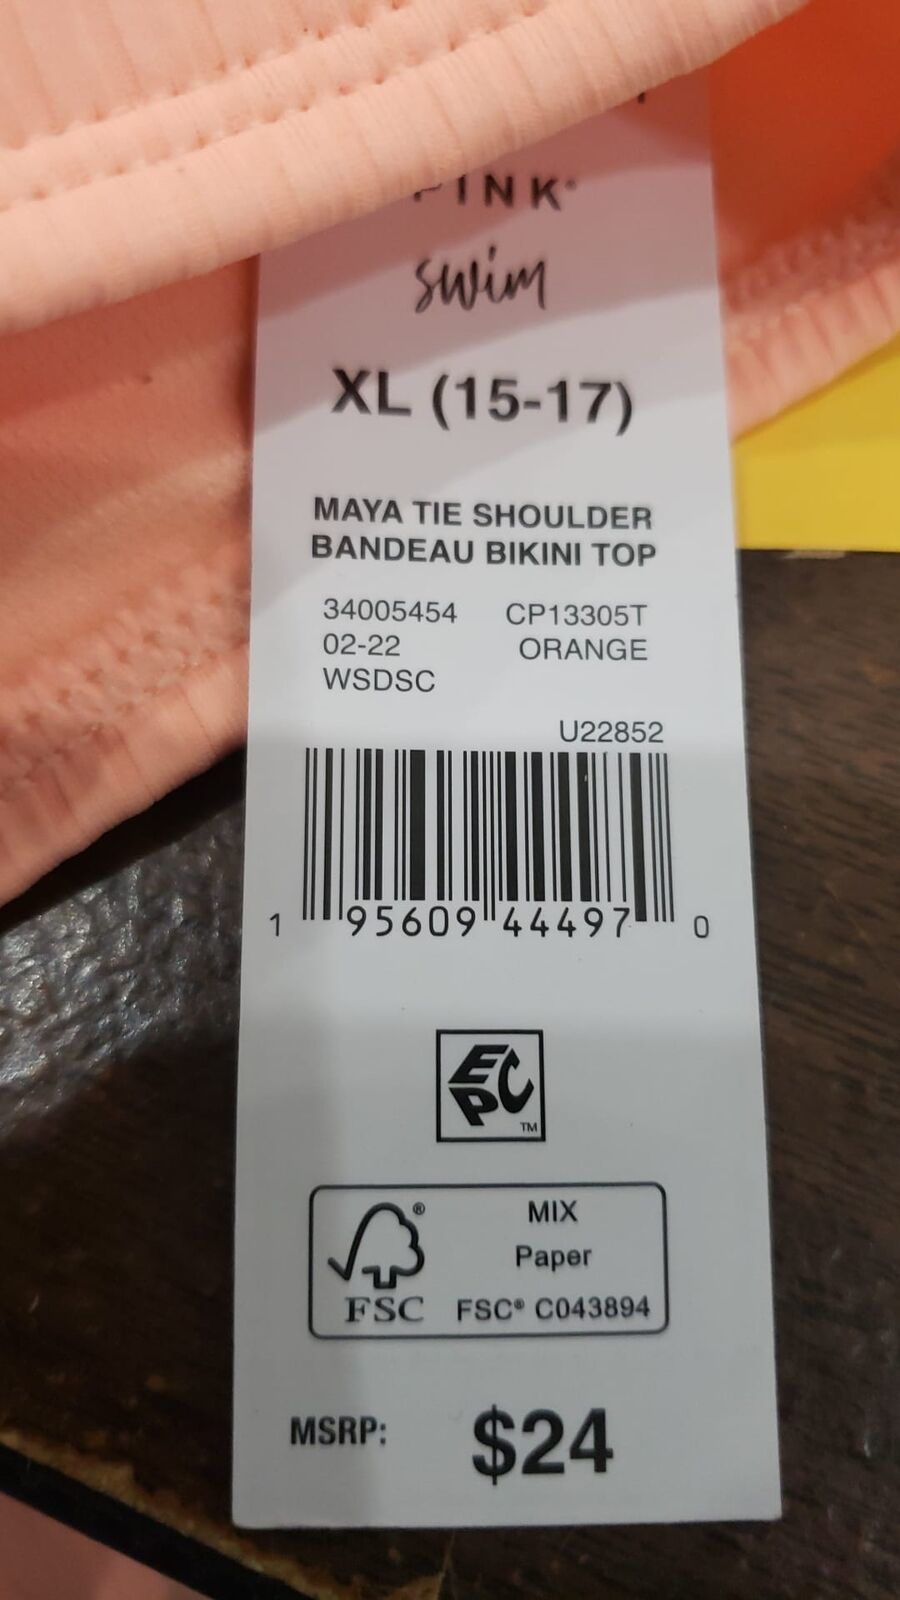 PINK®
swim
XL (15-17)
MAYA TIE SHOULDER
BANDEAU BIKINI TOP
34005454 CP13305T
02-22 ORANGE
WSDSC
U22852
1 95609 44497 0
EPC
TM
MIX
Paper
FSC® C043894
®
FSC
MSRP: $24